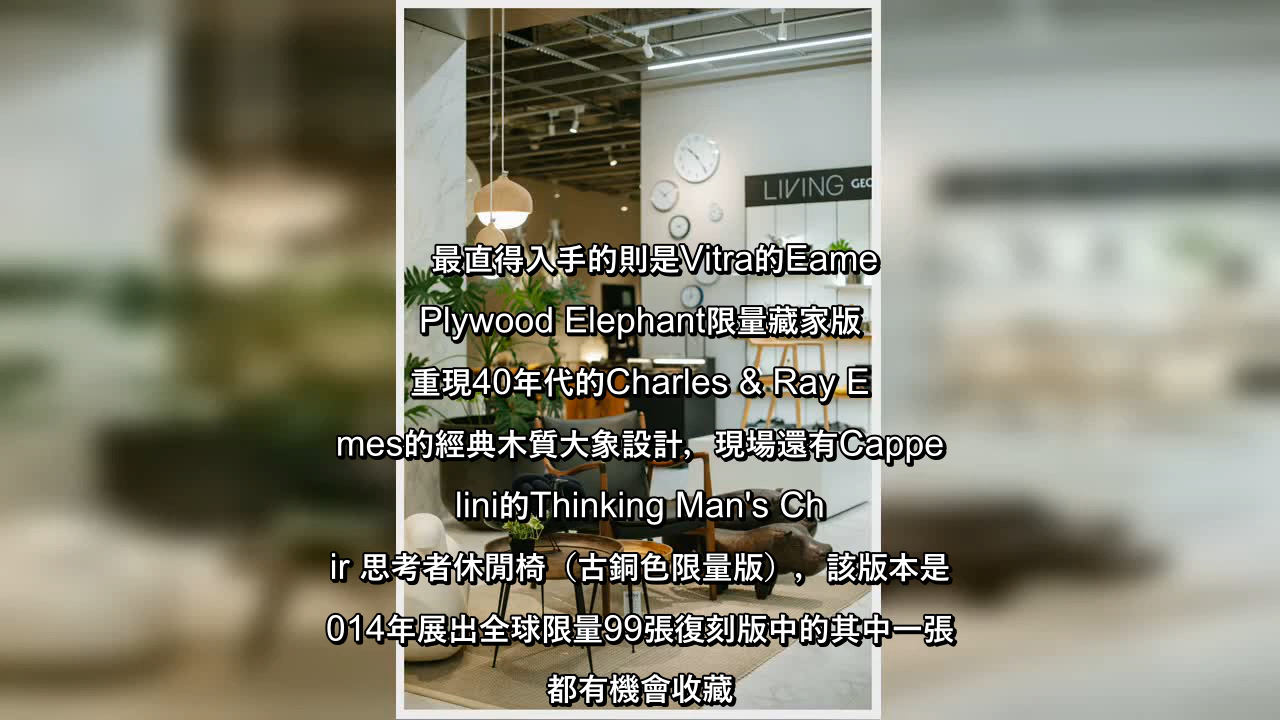 LIVING GEO
最直得入手的則是Vitra的Eame
Plywood Elephant限量藏家版
重現40年代的Charles & Ray E
mes的經典木質大象設計，現場還有Cappe
lini的Thinking Man's Ch
ir 思考者休閒椅（古銅色限量版），該版本是
014年展出全球限量99張復刻版中的其中一張
都有機會收藏